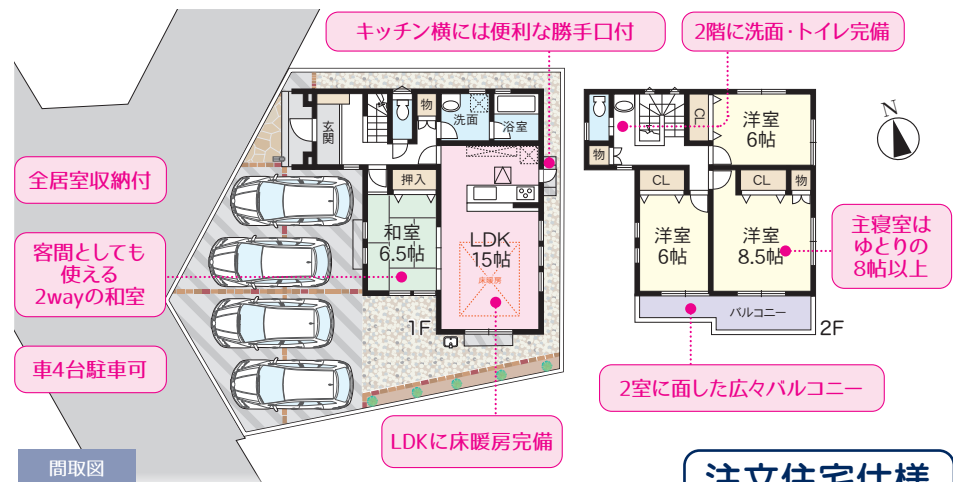 キッチン横には便利な勝手口付
2階に洗面・トイレ完備
全居室収納付
客間としても
使える
2wayの和室
車4台駐車可
玄関
物
洗面
浴室
押入
和室
6.5帖
LDK
15帖
床暖房
1F
LDKに床暖房完備
物
CL
洋室
6帖
CL
CL
物
洋室
6帖
洋室
8.5帖
バルコニー
2F
N
主寝室は
ゆとりの
8帖以上
2室に面した広々バルコニー
間取図
注文住宅仕様